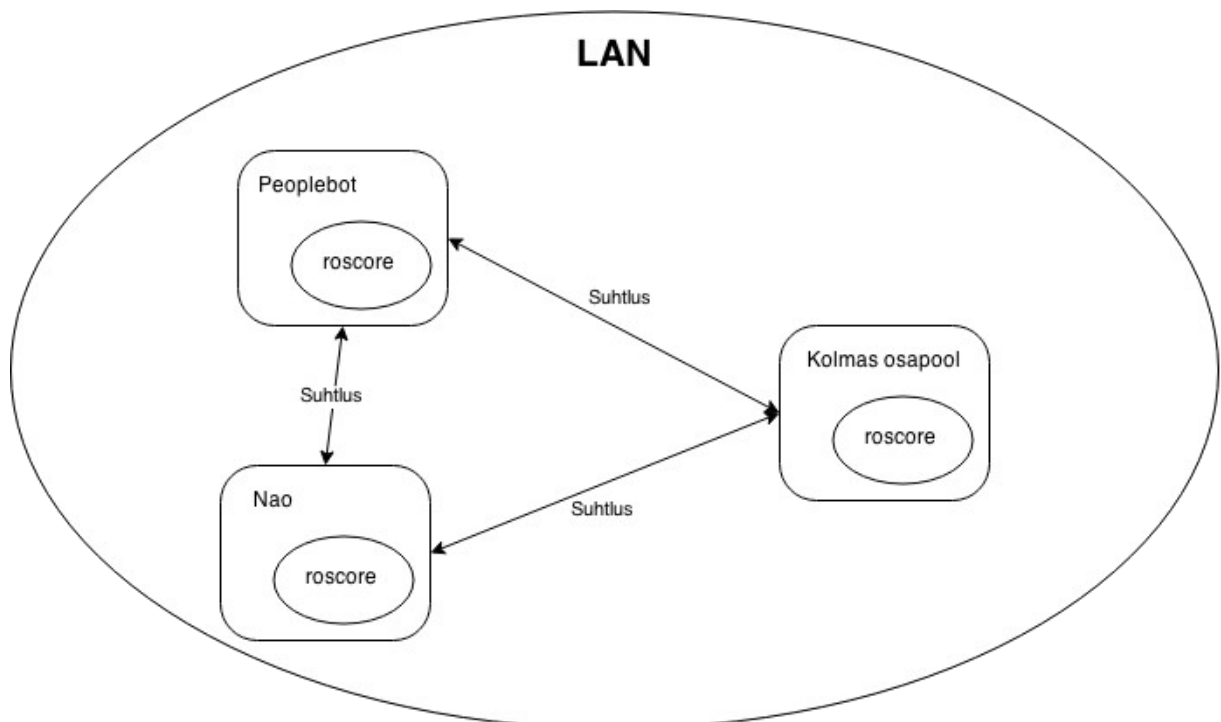 LAN
Peoplebot
roscore
Suhtlus
Kolmas osapool
roscore
Suhtlus
Nao
Suhtlus
roscore